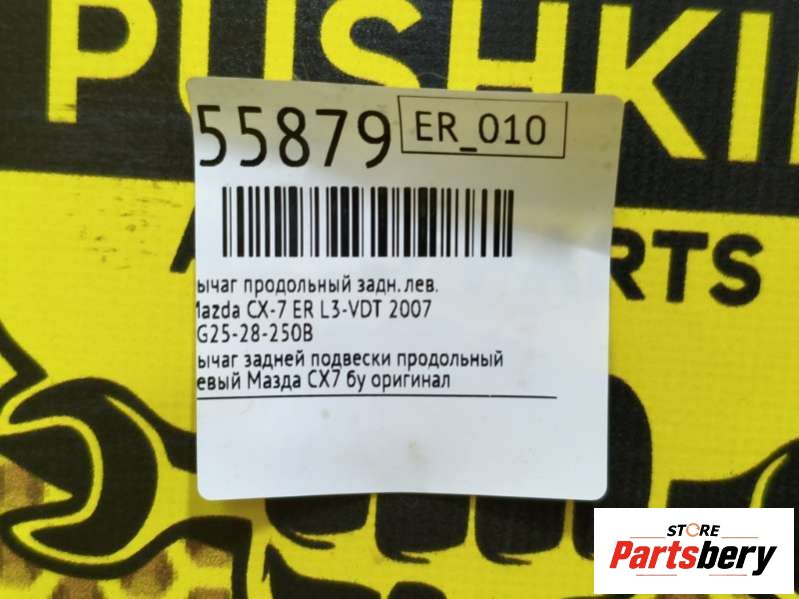 PUSHKI
55879
ER_010
ычаг продольный задн.лев.
Mazda CX-7 ER L3-VDT 2007
G25-28-250B
ычаг задней подвески продольный
евый Мазда CX7 бу оригинал
RTS
STORE
Partsbery